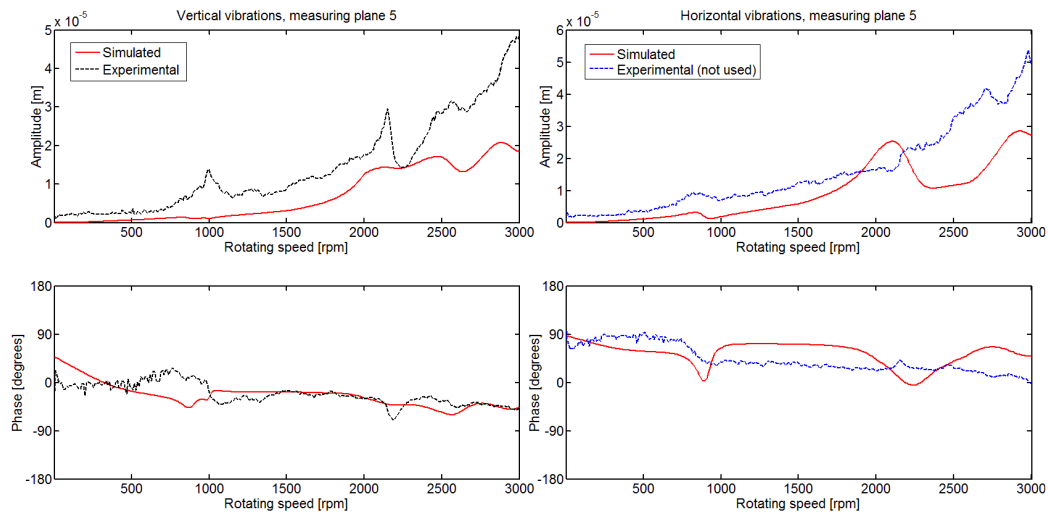 Vertical vibrations, measuring plane 5
x 10^-5
5
4
3
2
1
0
Amplitude [m]
Simulated
Experimental
500 1000 1500 2000 2500 3000
Rotating speed [rpm]
Horizontal vibrations, measuring plane 5
x 10^-5
6
5
4
3
2
1
0
Amplitude [m]
Simulated
Experimental (not used)
500 1000 1500 2000 2500 3000
Rotating speed [rpm]
180
90
0
-90
-180
Phase [degrees]
500 1000 1500 2000 2500 3000
Rotating speed [rpm]
180
90
0
-90
-180
Phase [degrees]
500 1000 1500 2000 2500 3000
Rotating speed [rpm]